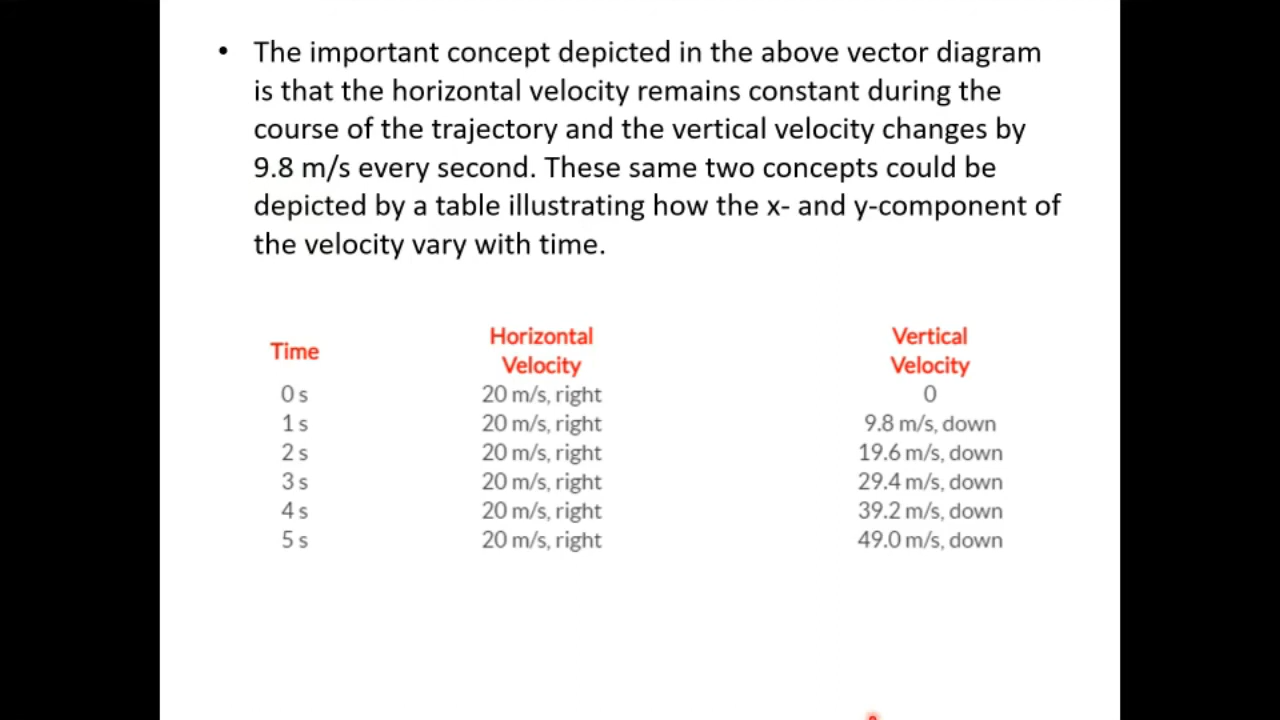 • The important concept depicted in the above vector diagram
is that the horizontal velocity remains constant during the
course of the trajectory and the vertical velocity changes by
9.8 m/s every second. These same two concepts could be
depicted by a table illustrating how the x- and y-component of
the velocity vary with time.
Time Horizontal Velocity Vertical Velocity
0 s 20 m/s, right 0
1 s 20 m/s, right 9.8 m/s, down
2 s 20 m/s, right 19.6 m/s, down
3 s 20 m/s, right 29.4 m/s, down
4 s 20 m/s, right 39.2 m/s, down
5 s 20 m/s, right 49.0 m/s, down